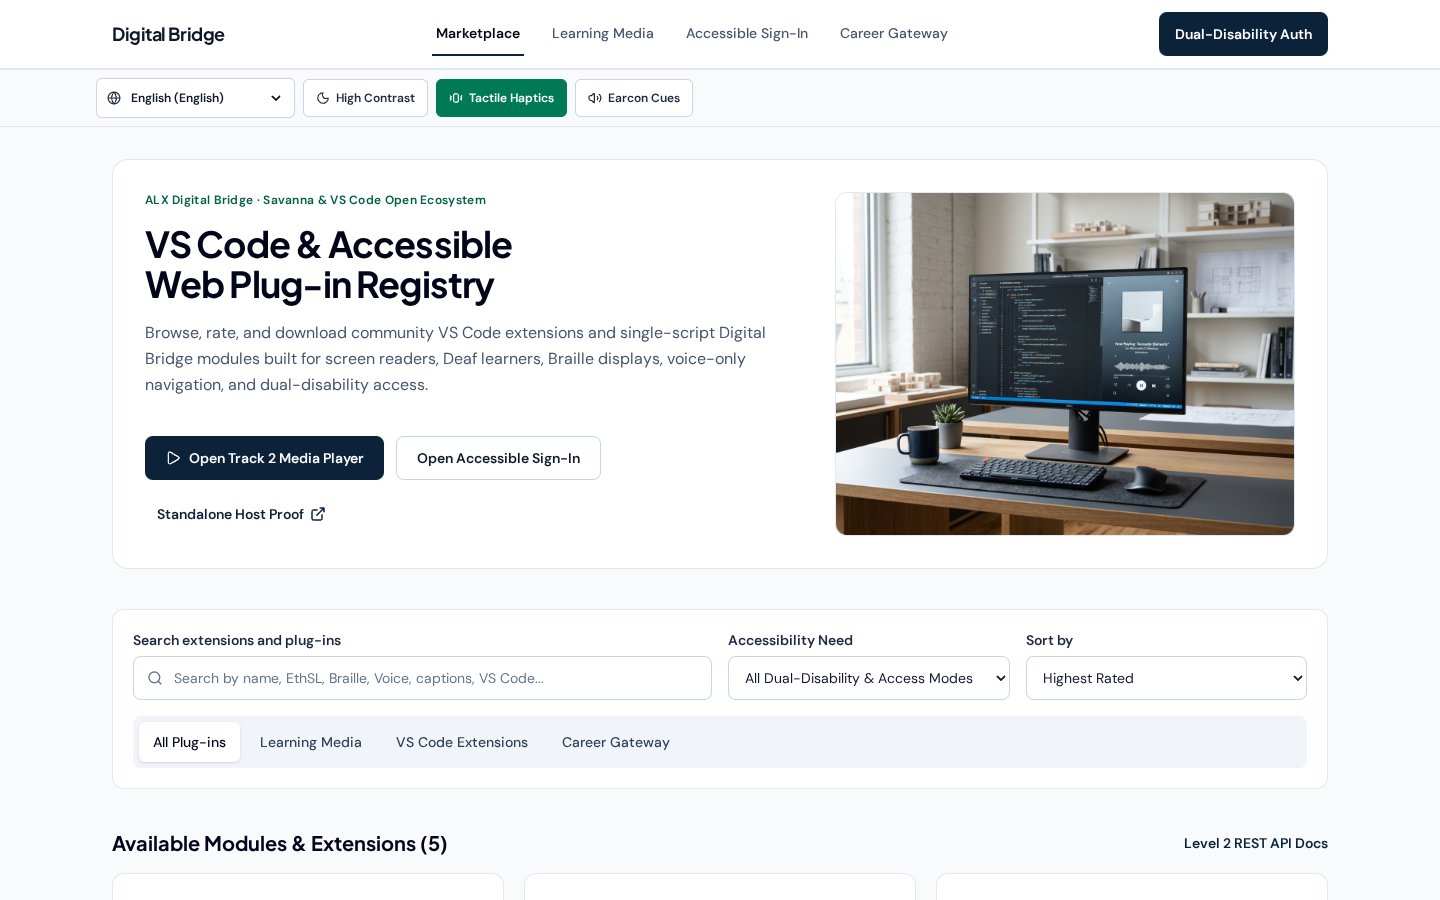 Digital Bridge
Marketplace
Learning Media
Accessible Sign-In
Career Gateway
Dual-Disability Auth
English (English)
High Contrast
Tactile Haptics
Earcon Cues
ALX Digital Bridge · Savanna & VS Code Open Ecosystem
VS Code & Accessible
Web Plug-in Registry
Browse, rate, and download community VS Code extensions and single-script Digital
Bridge modules built for screen readers, Deaf learners, Braille displays, voice-only
navigation, and dual-disability access.
Open Track 2 Media Player
Open Accessible Sign-In
Standalone Host Proof
Search extensions and plug-ins
Accessibility Need
Sort by
Search by name, EthSL, Braille, Voice, captions, VS Code...
All Dual-Disability & Access Modes
Highest Rated
All Plug-ins
Learning Media
VS Code Extensions
Career Gateway
Available Modules & Extensions (5)
Level 2 REST API Docs